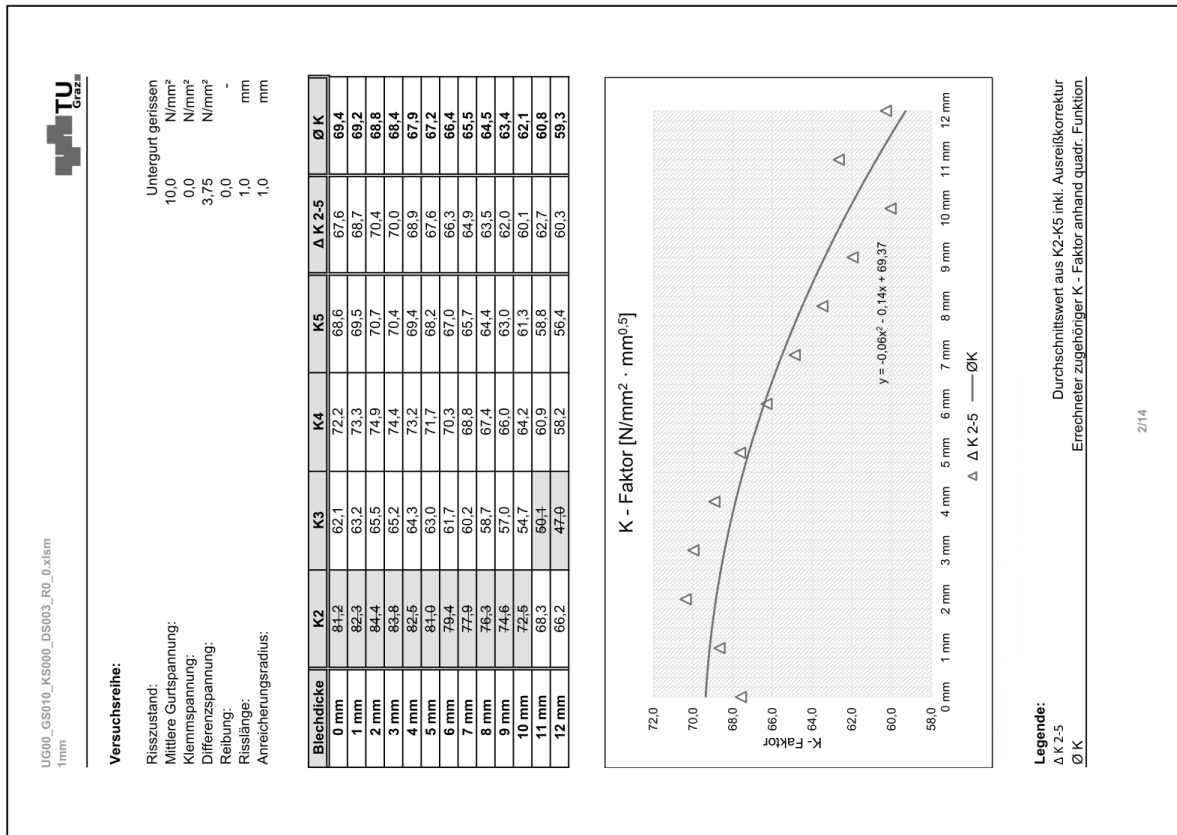 UG00_GS010_KS000_DS003_R0_0.xlsm
1mm
TU
Graz
Versuchsreihe:
Risszustand: Untergurt gerissen
Mittlere Gurtspannung: 10,0 N/mm²
Klemmspannung: 0,0 N/mm²
Differenzspannung: 3,75 N/mm²
Reibung: 0,0 -
Risslänge: 1,0 mm
Anreicherungsradius: 1,0 mm
Blechdicke K2 K3 K4 K5 Δ K 2-5 Ø K
0 mm 81,2 62,1 72,2 68,6 67,6 69,4
1 mm 82,3 63,2 73,3 69,5 68,7 69,2
2 mm 84,4 65,5 74,9 70,7 70,4 68,8
3 mm 83,8 65,2 74,4 70,4 70,0 68,4
4 mm 82,5 64,3 73,2 69,4 68,9 67,9
5 mm 81,0 63,0 71,7 68,2 67,6 67,2
6 mm 79,4 61,7 70,3 67,0 66,3 66,4
7 mm 77,9 60,2 68,8 65,7 64,9 65,5
8 mm 76,3 58,7 67,4 64,4 63,5 64,5
9 mm 74,6 57,0 66,0 63,0 62,0 63,4
10 mm 72,5 54,7 64,2 61,3 60,1 62,1
11 mm 68,3 50,1 60,9 58,8 62,7 60,8
12 mm 66,2 47,0 58,2 56,4 60,3 59,3
K - Faktor [N/mm² · mm⁰·⁵]
K- Faktor
72,0
70,0
68,0
66,0
64,0
62,0
60,0
58,0
y = -0,06x² - 0,14x + 69,37
0 mm 1 mm 2 mm 3 mm 4 mm 5 mm 6 mm 7 mm 8 mm 9 mm 10 mm 11 mm 12 mm
Δ K 2-5 ØK
Legende:
Δ K 2-5 Durchschnittswert aus K2-K5 inkl. Ausreißkorrektur
Ø K Errechneter zugehöriger K - Faktor anhand quadr. Funktion
2/14